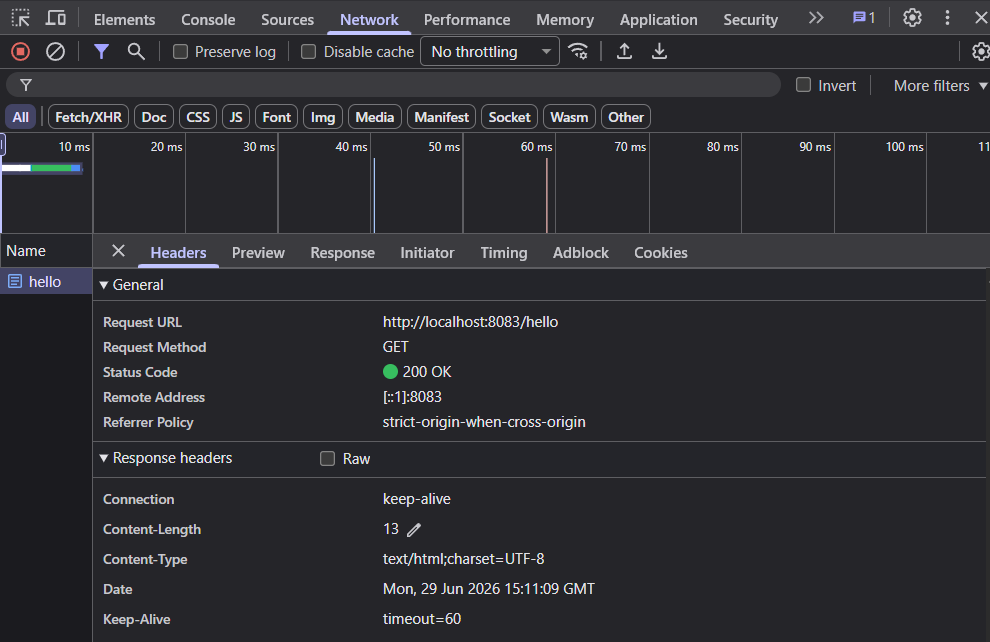 Elements Console Sources Network Performance Memory Application Security 1
Preserve log Disable cache No throttling
Invert More filters
All Fetch/XHR Doc CSS JS Font Img Media Manifest Socket Wasm Other
10 ms 20 ms 30 ms 40 ms 50 ms 60 ms 70 ms 80 ms 90 ms 100 ms 11
Name Headers Preview Response Initiator Timing Adblock Cookies
hello
General
Request URL http://localhost:8083/hello
Request Method GET
Status Code 200 OK
Remote Address [::1]:8083
Referrer Policy strict-origin-when-cross-origin
Response headers Raw
Connection keep-alive
Content-Length 13
Content-Type text/html;charset=UTF-8
Date Mon, 29 Jun 2026 15:11:09 GMT
Keep-Alive timeout=60